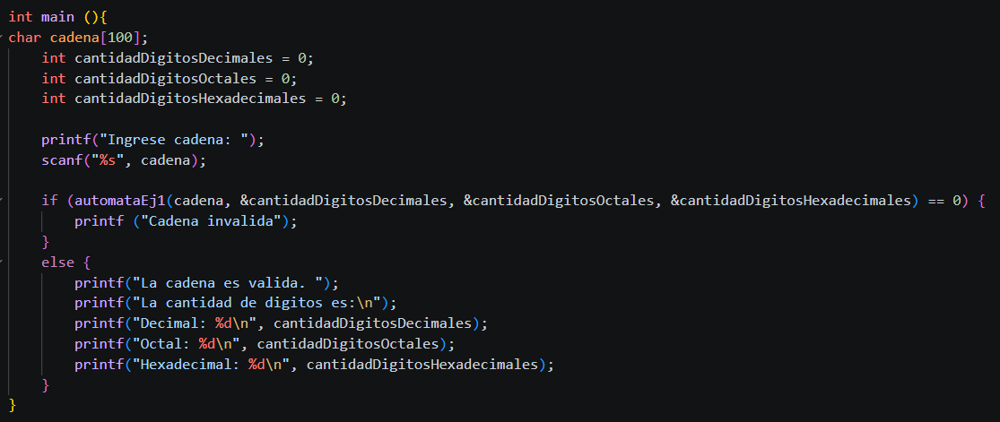 int main (){
char cadena[100];
int cantidadDigitosDecimales = 0;
int cantidadDigitosOctales = 0;
int cantidadDigitosHexadecimales = 0;
printf("Ingrese cadena: ");
scanf("%s", cadena);
if (automataEj1(cadena, &cantidadDigitosDecimales, &cantidadDigitosOctales, &cantidadDigitosHexadecimales) == 0) {
printf ("Cadena invalida");
}
else {
printf("La cadena es valida. ");
printf("La cantidad de digitos es:\n");
printf("Decimal: %d\n", cantidadDigitosDecimales);
printf("Octal: %d\n", cantidadDigitosOctales);
printf("Hexadecimal: %d\n", cantidadDigitosHexadecimales);
}
}